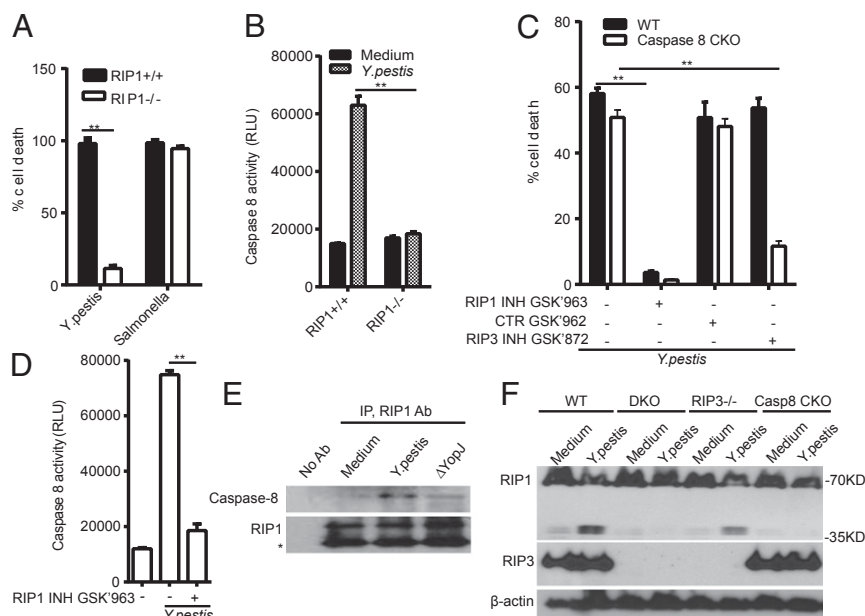 A
RIP1+/+
RIP1-/-
**
% cell death
150
100
50
0
Y.pestis
Salmonella
B
Medium
Y.pestis
**
Caspase 8 activity (RLU)
80000
60000
40000
20000
0
RIP1+/+
RIP1-/-
C
WT
Caspase 8 CKO
**
**
% cell death
80
60
40
20
0
RIP1 INH GSK'963 - + - -
CTR GSK'962 - - + -
RIP3 INH GSK'872 - - - +
Y.pestis
D
**
Caspase 8 activity (RLU)
80000
60000
40000
20000
0
RIP1 INH GSK'963 - - +
Y.pestis
E
IP, RIP1 Ab
No Ab
Medium
Y.pestis
ΔYopJ
Caspase-8
RIP1
*
F
WT DKO RIP3-/- Casp8 CKO
Medium Y.pestis Medium Y.pestis Medium Y.pestis Medium Y.pestis
RIP1
-70KD
-35KD
RIP3
β-actin